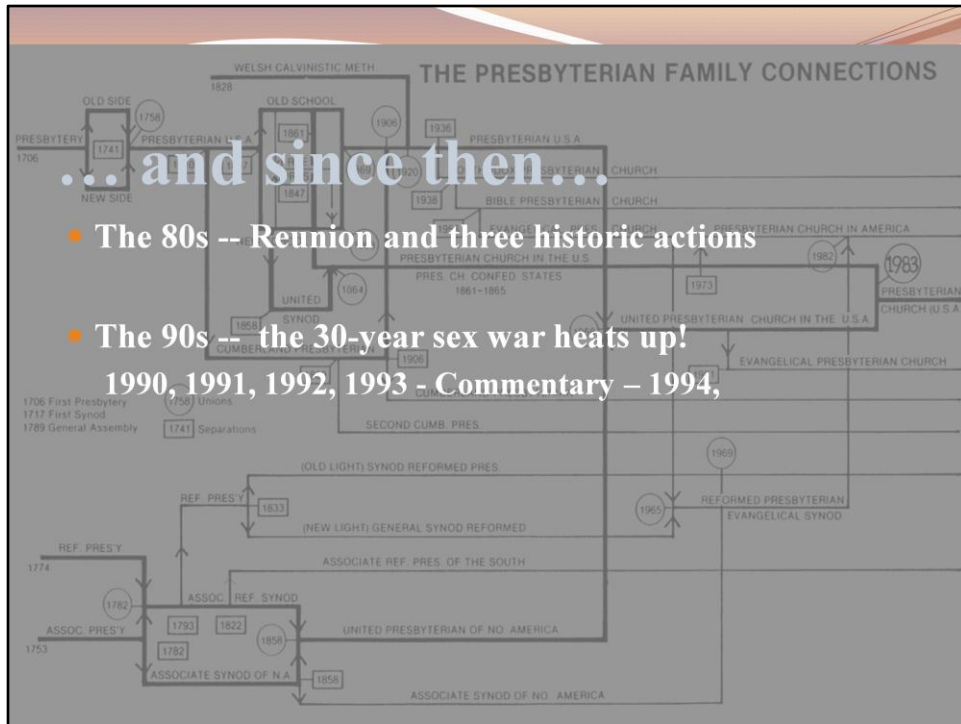 WELSH CALVINISTIC METH.
1828
THE PRESBYTERIAN FAMILY CONNECTIONS
OLD SIDE
1758
OLD SCHOOL
1861
1906
1936
PRESBYTERY
1706
1741
PRESBYTERIAN U.S.A.
PRESBYTERIAN U.S.A.
… and since then…
1920
CHURCH
NEW SIDE
1847
1938
BIBLE PRESBYTERIAN CHURCH
EVANGELICAL PRES. CHURCH
PRESBYTERIAN CHURCH IN AMERICA
• The 80s -- Reunion and three historic actions
PRESBYTERIAN CHURCH IN THE U.S.
1982
1983
PRES. CH. CONFED. STATES
1861-1865
1864
1973
PRESBYTERIAN
CHURCH (U.S.A.
UNITED
SYNOD
1858
UNITED PRESBYTERIAN CHURCH IN THE U.S.A.
• The 90s -- the 30-year sex war heats up!
CUMBERLAND PRESBYTERIAN
1906
EVANGELICAL PRESBYTERIAN CHURCH
1990, 1991, 1992, 1993 - Commentary – 1994,
1706 First Presbytery
1717 First Synod
1789 General Assembly
1758 Unions
1741 Separations
SECOND CUMB. PRES.
(OLD LIGHT) SYNOD REFORMED PRES.
1969
REF. PRES'Y
1833
1965
REFORMED PRESBYTERIAN
EVANGELICAL SYNOD
(NEW LIGHT) GENERAL SYNOD REFORMED
REF. PRES'Y
1774
ASSOCIATE REF. PRES. OF THE SOUTH
1782
ASSOC. REF. SYNOD
1793
1822
1858
UNITED PRESBYTERIAN OF NO. AMERICA
ASSOC. PRES'Y
1753
1782
ASSOCIATE SYNOD OF N.A.
1858
ASSOCIATE SYNOD OF NO. AMERICA